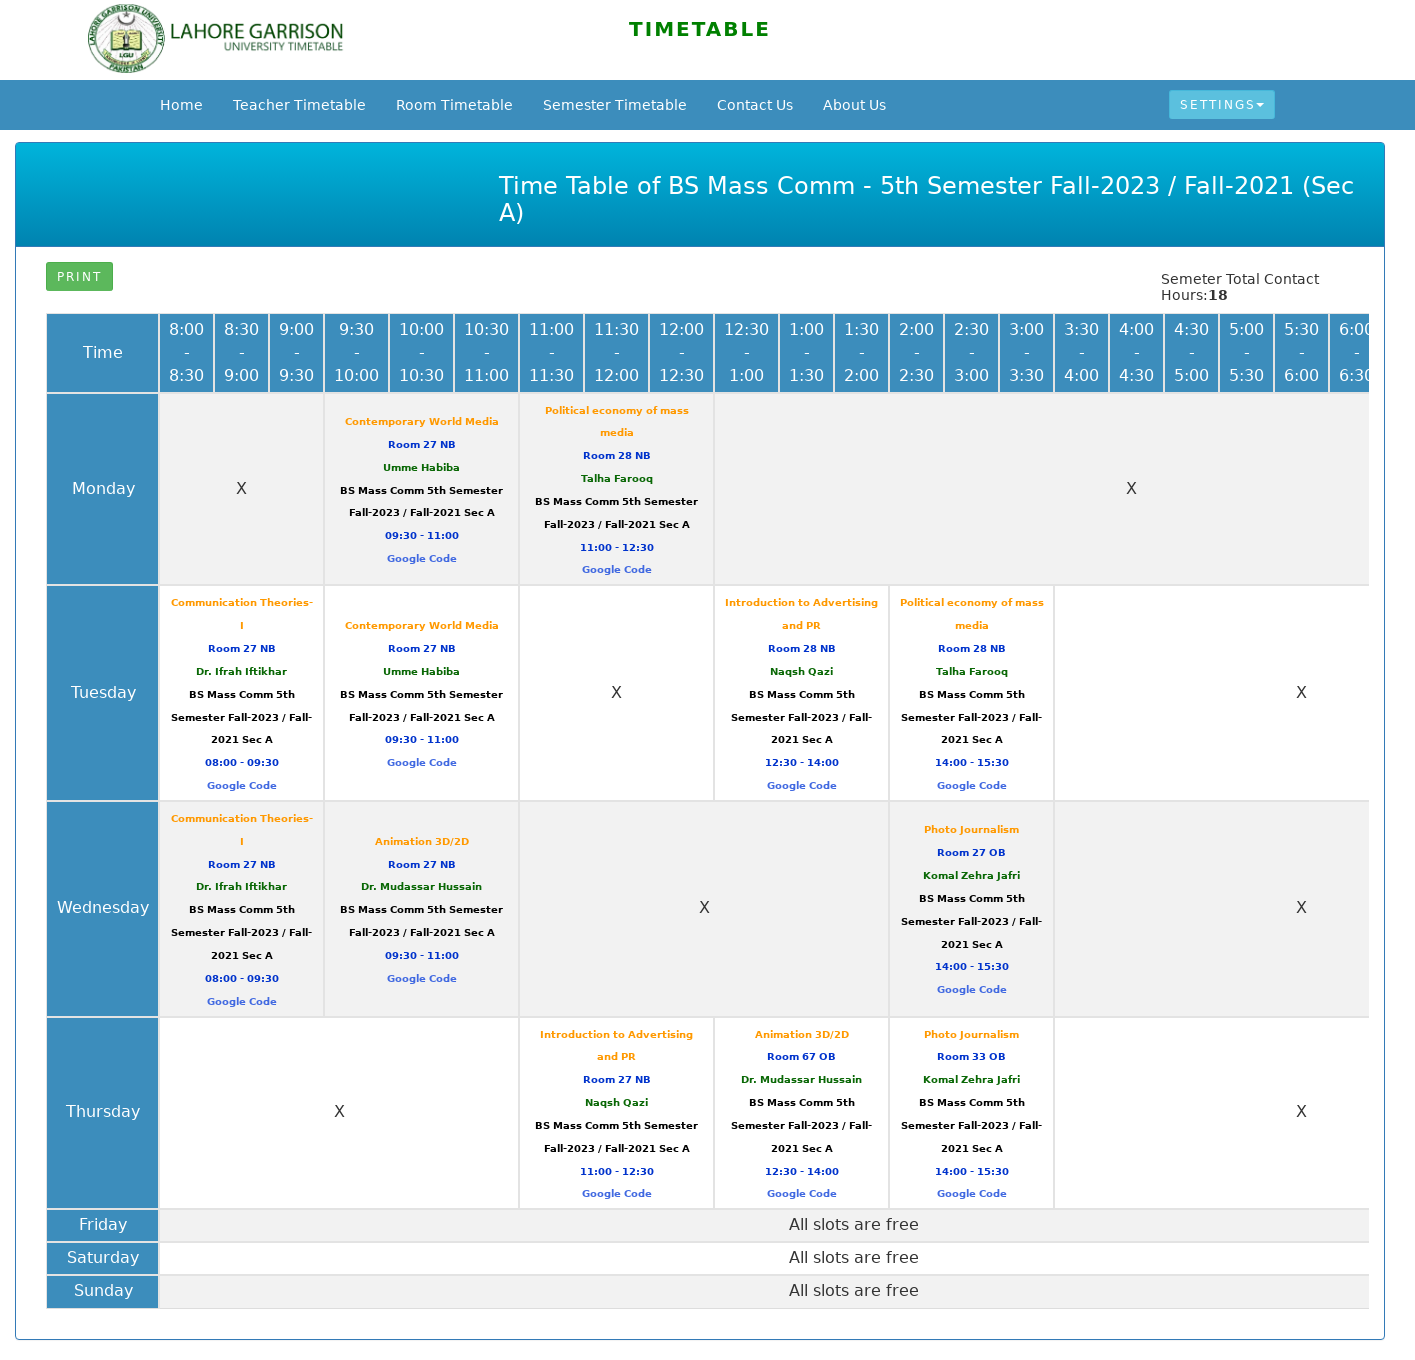 LAHORE GARRISON UNIVERSITY
LGU
PAKISTAN
LAHORE GARRISON
UNIVERSITY TIMETABLE
TIMETABLE
Home Teacher Timetable Room Timetable Semester Timetable Contact Us About Us SETTINGS
Time Table of BS Mass Comm - 5th Semester Fall-2023 / Fall-2021 (Sec
A)
PRINT
Semeter Total Contact
Hours:18
Time
8:00 - 8:30
8:30 - 9:00
9:00 - 9:30
9:30 - 10:00
10:00 - 10:30
10:30 - 11:00
11:00 - 11:30
11:30 - 12:00
12:00 - 12:30
12:30 - 1:00
1:00 - 1:30
1:30 - 2:00
2:00 - 2:30
2:30 - 3:00
3:00 - 3:30
3:30 - 4:00
4:00 - 4:30
4:30 - 5:00
5:00 - 5:30
5:30 - 6:00
6:00 - 6:30
Monday
X
Contemporary World Media
Room 27 NB
Umme Habiba
BS Mass Comm 5th Semester
Fall-2023 / Fall-2021 Sec A
09:30 - 11:00
Google Code
Political economy of mass
media
Room 28 NB
Talha Farooq
BS Mass Comm 5th Semester
Fall-2023 / Fall-2021 Sec A
11:00 - 12:30
Google Code
X
Tuesday
Communication Theories-
I
Room 27 NB
Dr. Ifrah Iftikhar
BS Mass Comm 5th
Semester Fall-2023 / Fall-
2021 Sec A
08:00 - 09:30
Google Code
Contemporary World Media
Room 27 NB
Umme Habiba
BS Mass Comm 5th Semester
Fall-2023 / Fall-2021 Sec A
09:30 - 11:00
Google Code
X
Introduction to Advertising
and PR
Room 28 NB
Naqsh Qazi
BS Mass Comm 5th
Semester Fall-2023 / Fall-
2021 Sec A
12:30 - 14:00
Google Code
Political economy of mass
media
Room 28 NB
Talha Farooq
BS Mass Comm 5th
Semester Fall-2023 / Fall-
2021 Sec A
14:00 - 15:30
Google Code
X
Wednesday
Communication Theories-
I
Room 27 NB
Dr. Ifrah Iftikhar
BS Mass Comm 5th
Semester Fall-2023 / Fall-
2021 Sec A
08:00 - 09:30
Google Code
Animation 3D/2D
Room 27 NB
Dr. Mudassar Hussain
BS Mass Comm 5th Semester
Fall-2023 / Fall-2021 Sec A
09:30 - 11:00
Google Code
X
Photo Journalism
Room 27 OB
Komal Zehra Jafri
BS Mass Comm 5th
Semester Fall-2023 / Fall-
2021 Sec A
14:00 - 15:30
Google Code
X
Thursday
X
Introduction to Advertising
and PR
Room 27 NB
Naqsh Qazi
BS Mass Comm 5th Semester
Fall-2023 / Fall-2021 Sec A
11:00 - 12:30
Google Code
Animation 3D/2D
Room 67 OB
Dr. Mudassar Hussain
BS Mass Comm 5th
Semester Fall-2023 / Fall-
2021 Sec A
12:30 - 14:00
Google Code
Photo Journalism
Room 33 OB
Komal Zehra Jafri
BS Mass Comm 5th
Semester Fall-2023 / Fall-
2021 Sec A
14:00 - 15:30
Google Code
X
Friday
All slots are free
Saturday
All slots are free
Sunday
All slots are free